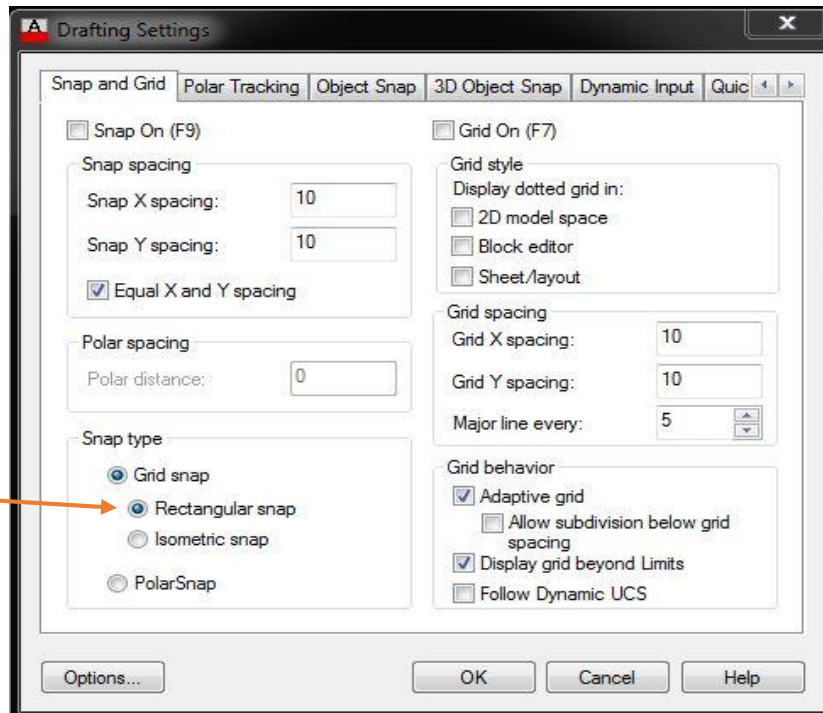 Drafting Settings
Snap and Grid
Polar Tracking
Object Snap
3D Object Snap
Dynamic Input
Quic
Snap On (F9)
Snap spacing
Snap X spacing:
10
Snap Y spacing:
10
Equal X and Y spacing
Polar spacing
Polar distance:
0
Snap type
Grid snap
Rectangular snap
Isometric snap
PolarSnap
Grid On (F7)
Grid style
Display dotted grid in:
2D model space
Block editor
Sheet/layout
Grid spacing
Grid X spacing:
10
Grid Y spacing:
10
Major line every:
5
Grid behavior
Adaptive grid
Allow subdivision below grid
spacing
Display grid beyond Limits
Follow Dynamic UCS
Options...
OK
Cancel
Help